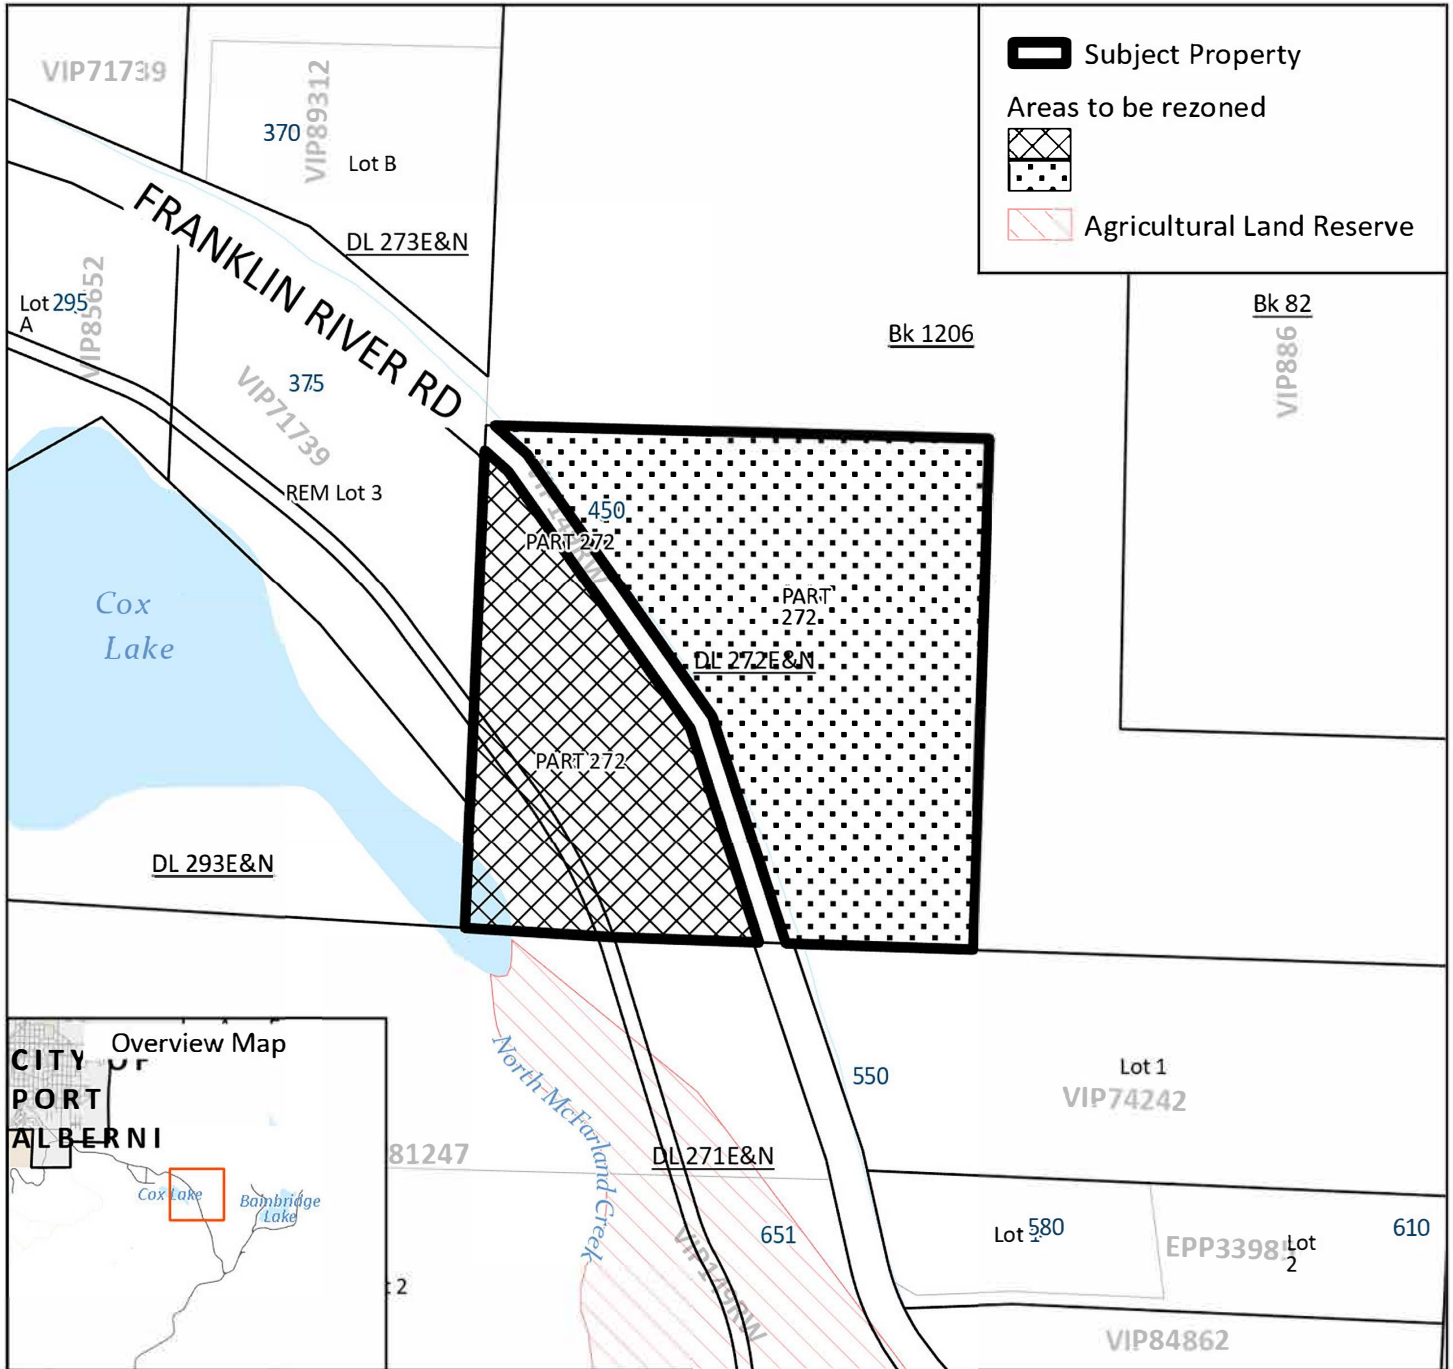 Subject Property
Areas to be rezoned
Agricultural Land Reserve
VIP71739
VIP89312
370
Lot B
FRANKLIN RIVER RD
DL 273E&N
Lot 295
A
VIP85652
375
VIP71739
REM Lot 3
Bk 1206
Bk 82
VIP886
450
PART 272
PART
272
DL 272E&N
PART 272
Cox
Lake
DL 293E&N
North McFarland Creek
550
Lot 1
VIP74242
81247
DL 271E&N
651
VIP149RW
Lot 1
580
EPP33985
Lot
2
610
VIP84862
2
Overview Map
CITY OF
PORT
ALBERNI
Cox Lake
Bambridge
Lake